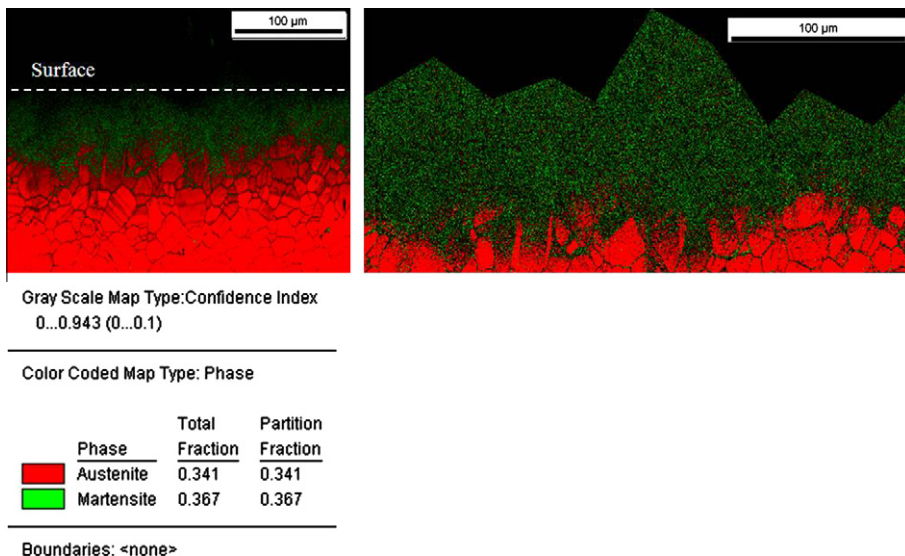 100 µm
100 µm
Surface
Gray Scale Map Type:Confidence Index
0...0.943 (0...0.1)
Color Coded Map Type: Phase
Total Partition
Phase Fraction Fraction
Austenite 0.341 0.341
Martensite 0.367 0.367
Boundaries: <none>